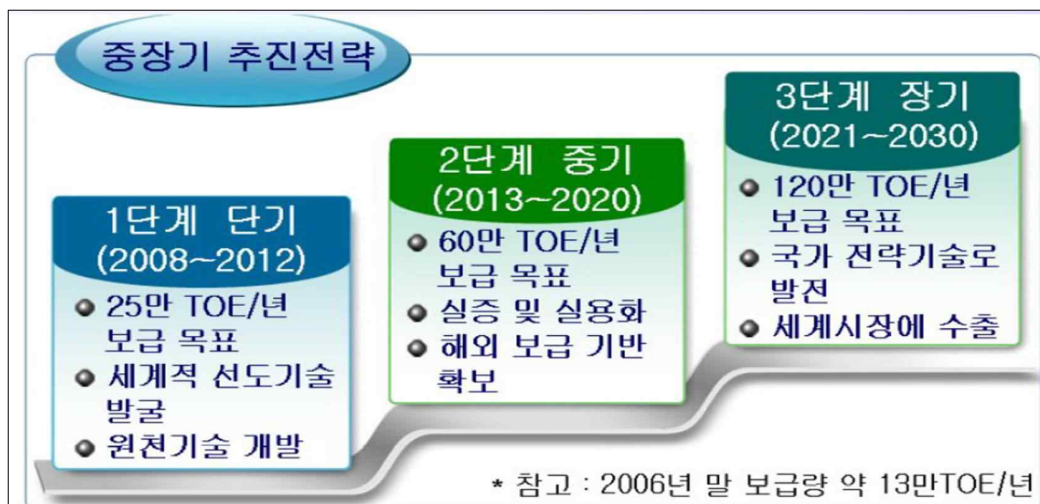 중장기 추진전략
1단계 단기
(2008~2012)
25만 TOE/년
보급 목표
세계적 선도기술
발굴
원천기술 개발
2단계 중기
(2013~2020)
60만 TOE/년
보급 목표
실증 및 실용화
해외 보급 기반
확보
3단계 장기
(2021~2030)
120만 TOE/년
보급 목표
국가 전략기술로
발전
세계시장에 수출
* 참고 : 2006년 말 보급량 약 13만TOE/년